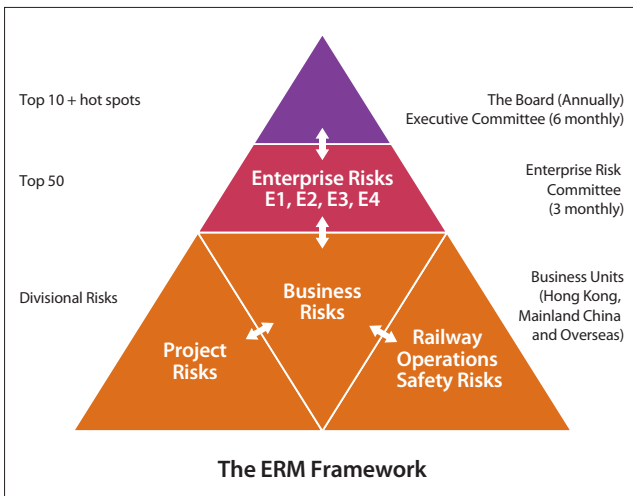 Top 10 + hot spots
The Board (Annually)
Executive Committee (6 monthly)
Top 50
Enterprise Risks
E1, E2, E3, E4
Enterprise Risk
Committee
(3 monthly)
Divisional Risks
Business
Risks
Project
Risks
Railway
Operations
Safety Risks
Business Units
(Hong Kong,
Mainland China
and Overseas)
The ERM Framework